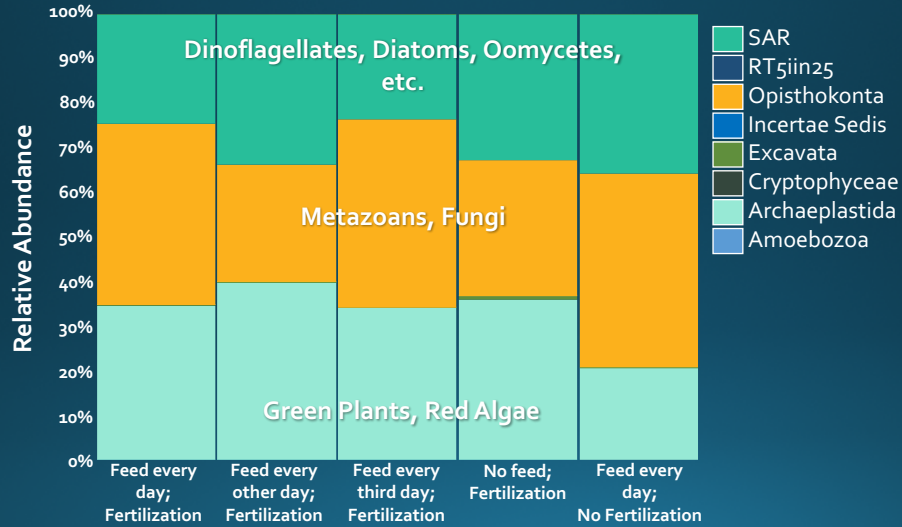 100%
90%
80%
70%
60%
50%
40%
30%
20%
10%
0%
Relative Abundance
Dinoflagellates, Diatoms, Oomycetes,
etc.
Metazoans, Fungi
Green Plants, Red Algae
Feed every
day;
Fertilization
Feed every
other day;
Fertilization
Feed every
third day;
Fertilization
No feed;
Fertilization
Feed every
day;
No Fertilization
SAR
RT5iin25
Opisthokonta
Incertae Sedis
Excavata
Cryptophyceae
Archaeplastida
Amoebozoa